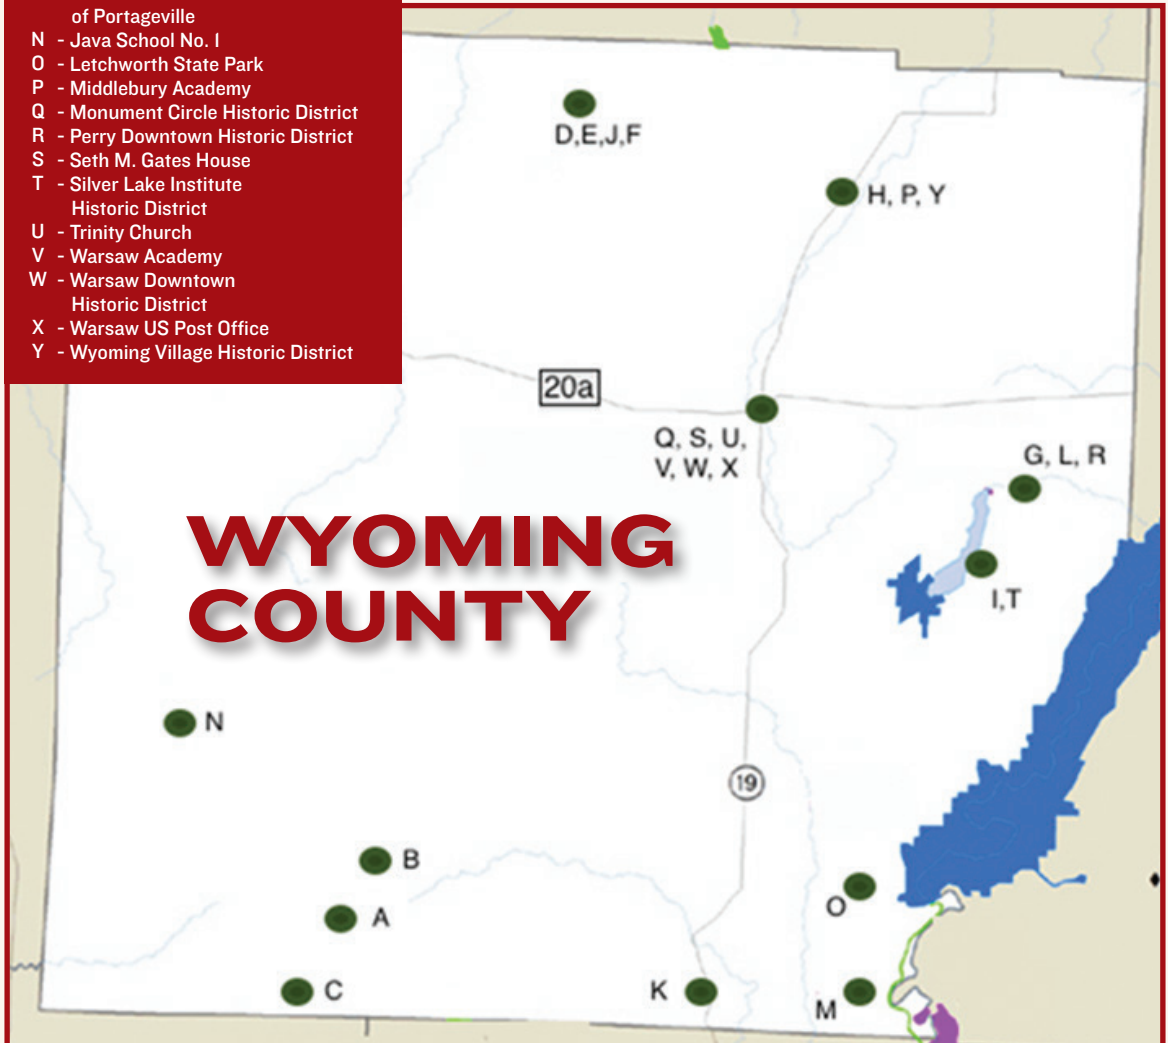 of Portageville
N - Java School No. 1
O - Letchworth State Park
P - Middlebury Academy
Q - Monument Circle Historic District
R - Perry Downtown Historic District
S - Seth M. Gates House
T - Silver Lake Institute
Historic District
U - Trinity Church
V - Warsaw Academy
W - Warsaw Downtown
Historic District
X - Warsaw US Post Office
Y - Wyoming Village Historic District
D,E,J,F
H, P, Y
20a
Q, S, U,
V, W, X
G, L, R
WYOMING
COUNTY
I,T
N
19
B
O
A
C
K
M